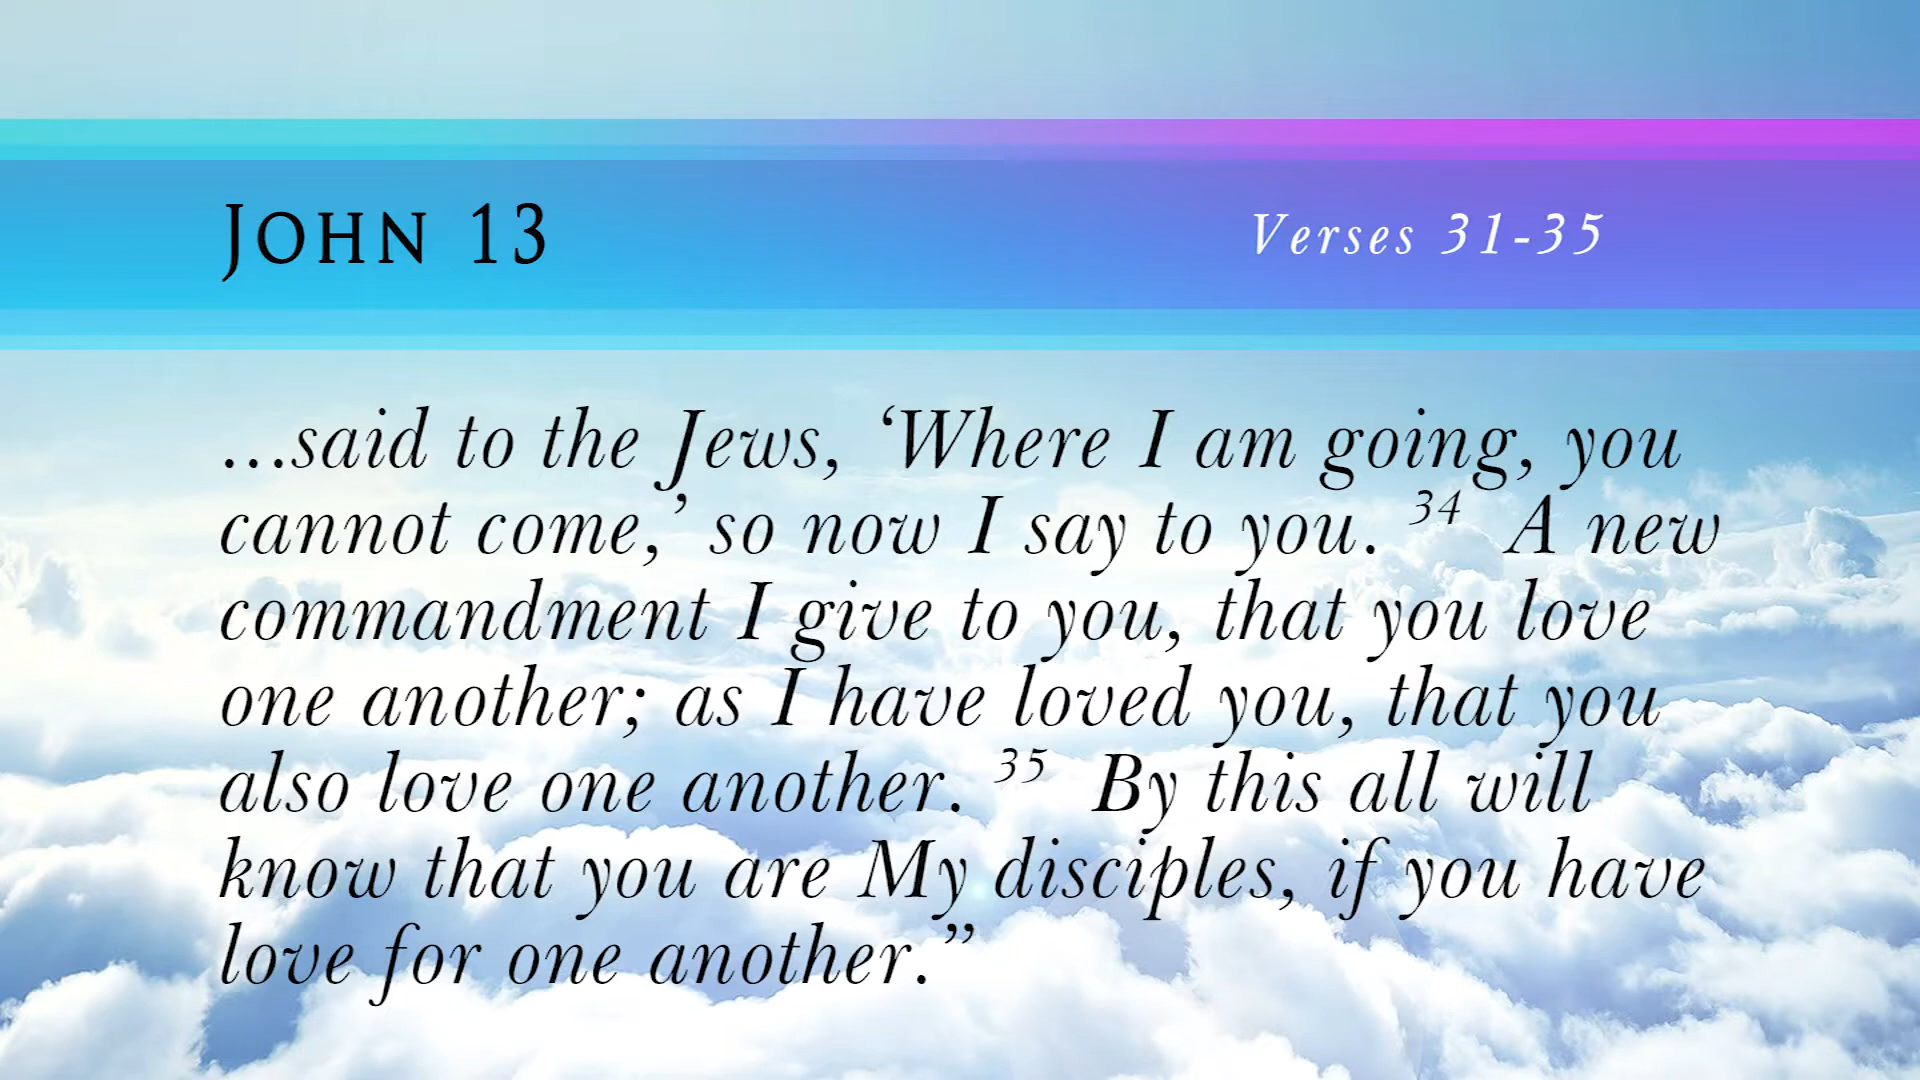 John 13
Verses 31-35
...said to the Jews, ‘Where I am going, you
cannot come,’ so now I say to you. 34 A new
commandment I give to you, that you love
one another; as I have loved you, that you
also love one another. 35 By this all will
know that you are My disciples, if you have
love for one another.”